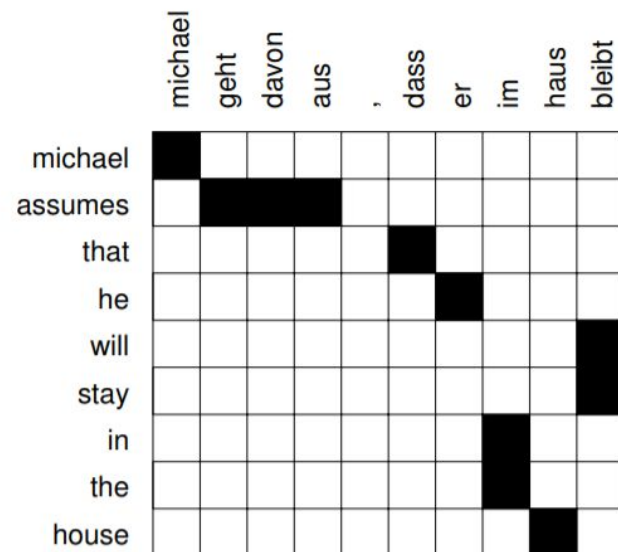 michael geht davon aus , dass er im haus bleibt
michael
assumes
that
he
will
stay
in
the
house